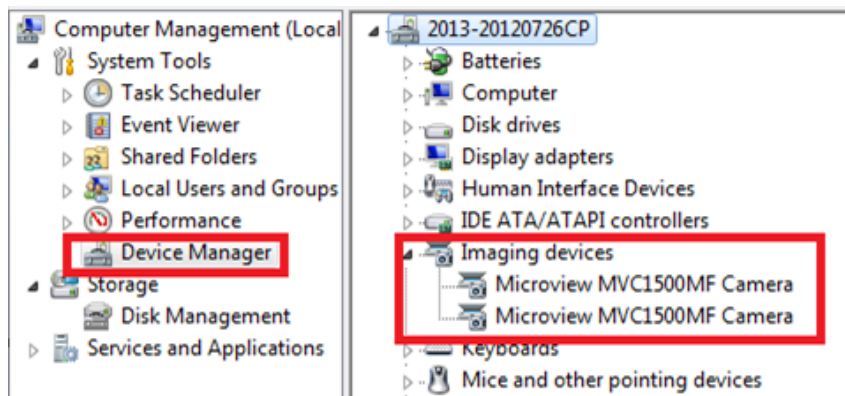 Computer Management (Local
System Tools
Task Scheduler
Event Viewer
Shared Folders
Local Users and Groups
Performance
Device Manager
Storage
Disk Management
Services and Applications
2013-20120726CP
Batteries
Computer
Disk drives
Display adapters
Human Interface Devices
IDE ATA/ATAPI controllers
Imaging devices
Microview MVC1500MF Camera
Microview MVC1500MF Camera
Keyboards
Mice and other pointing devices